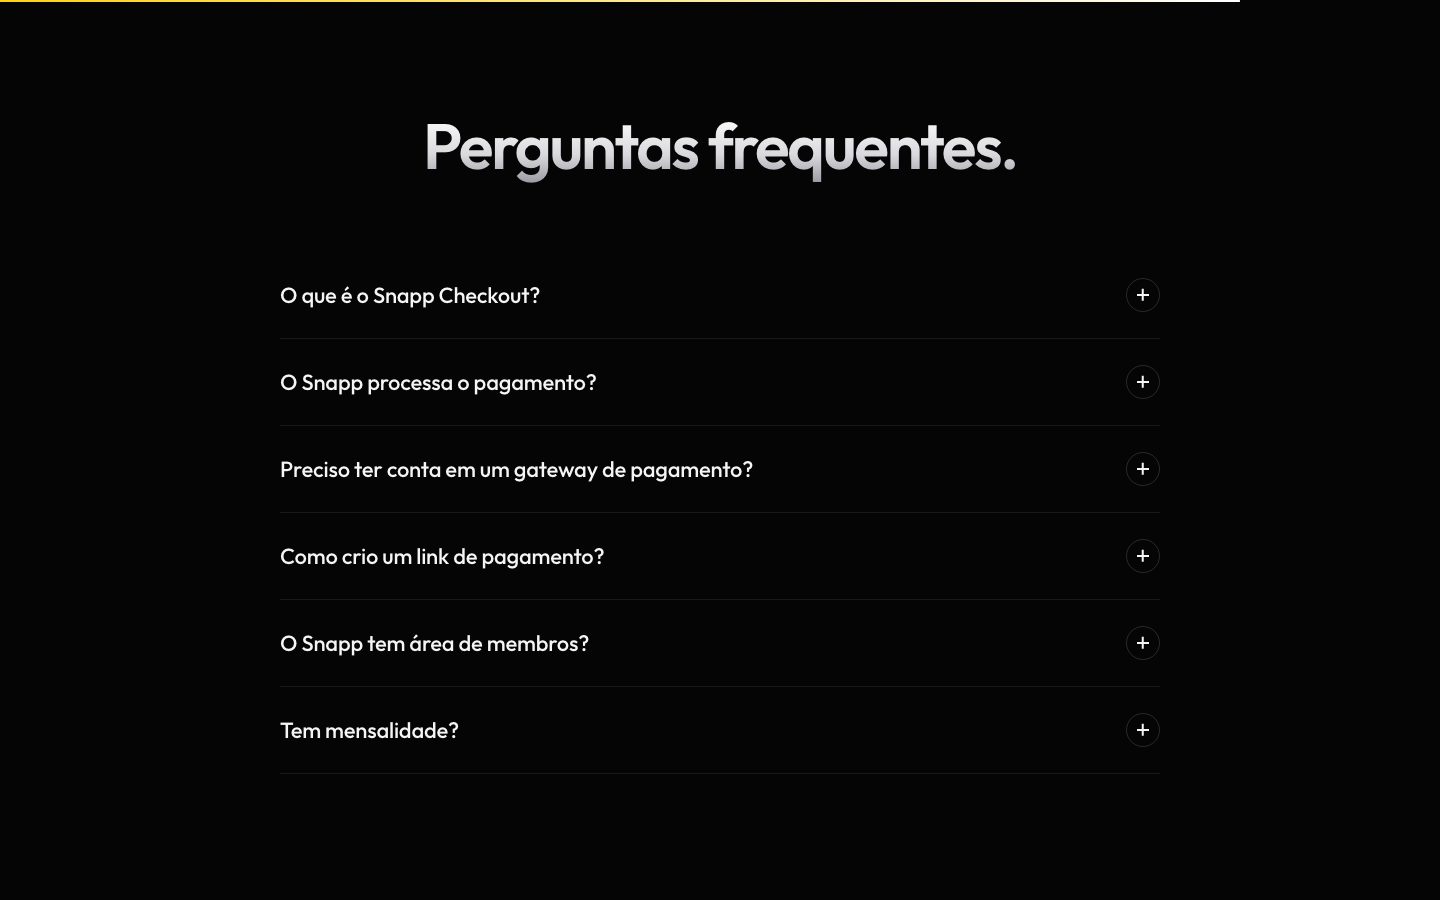 Perguntas frequentes.
O que é o Snapp Checkout?
O Snapp processa o pagamento?
Preciso ter conta em um gateway de pagamento?
Como crio um link de pagamento?
O Snapp tem área de membros?
Tem mensalidade?